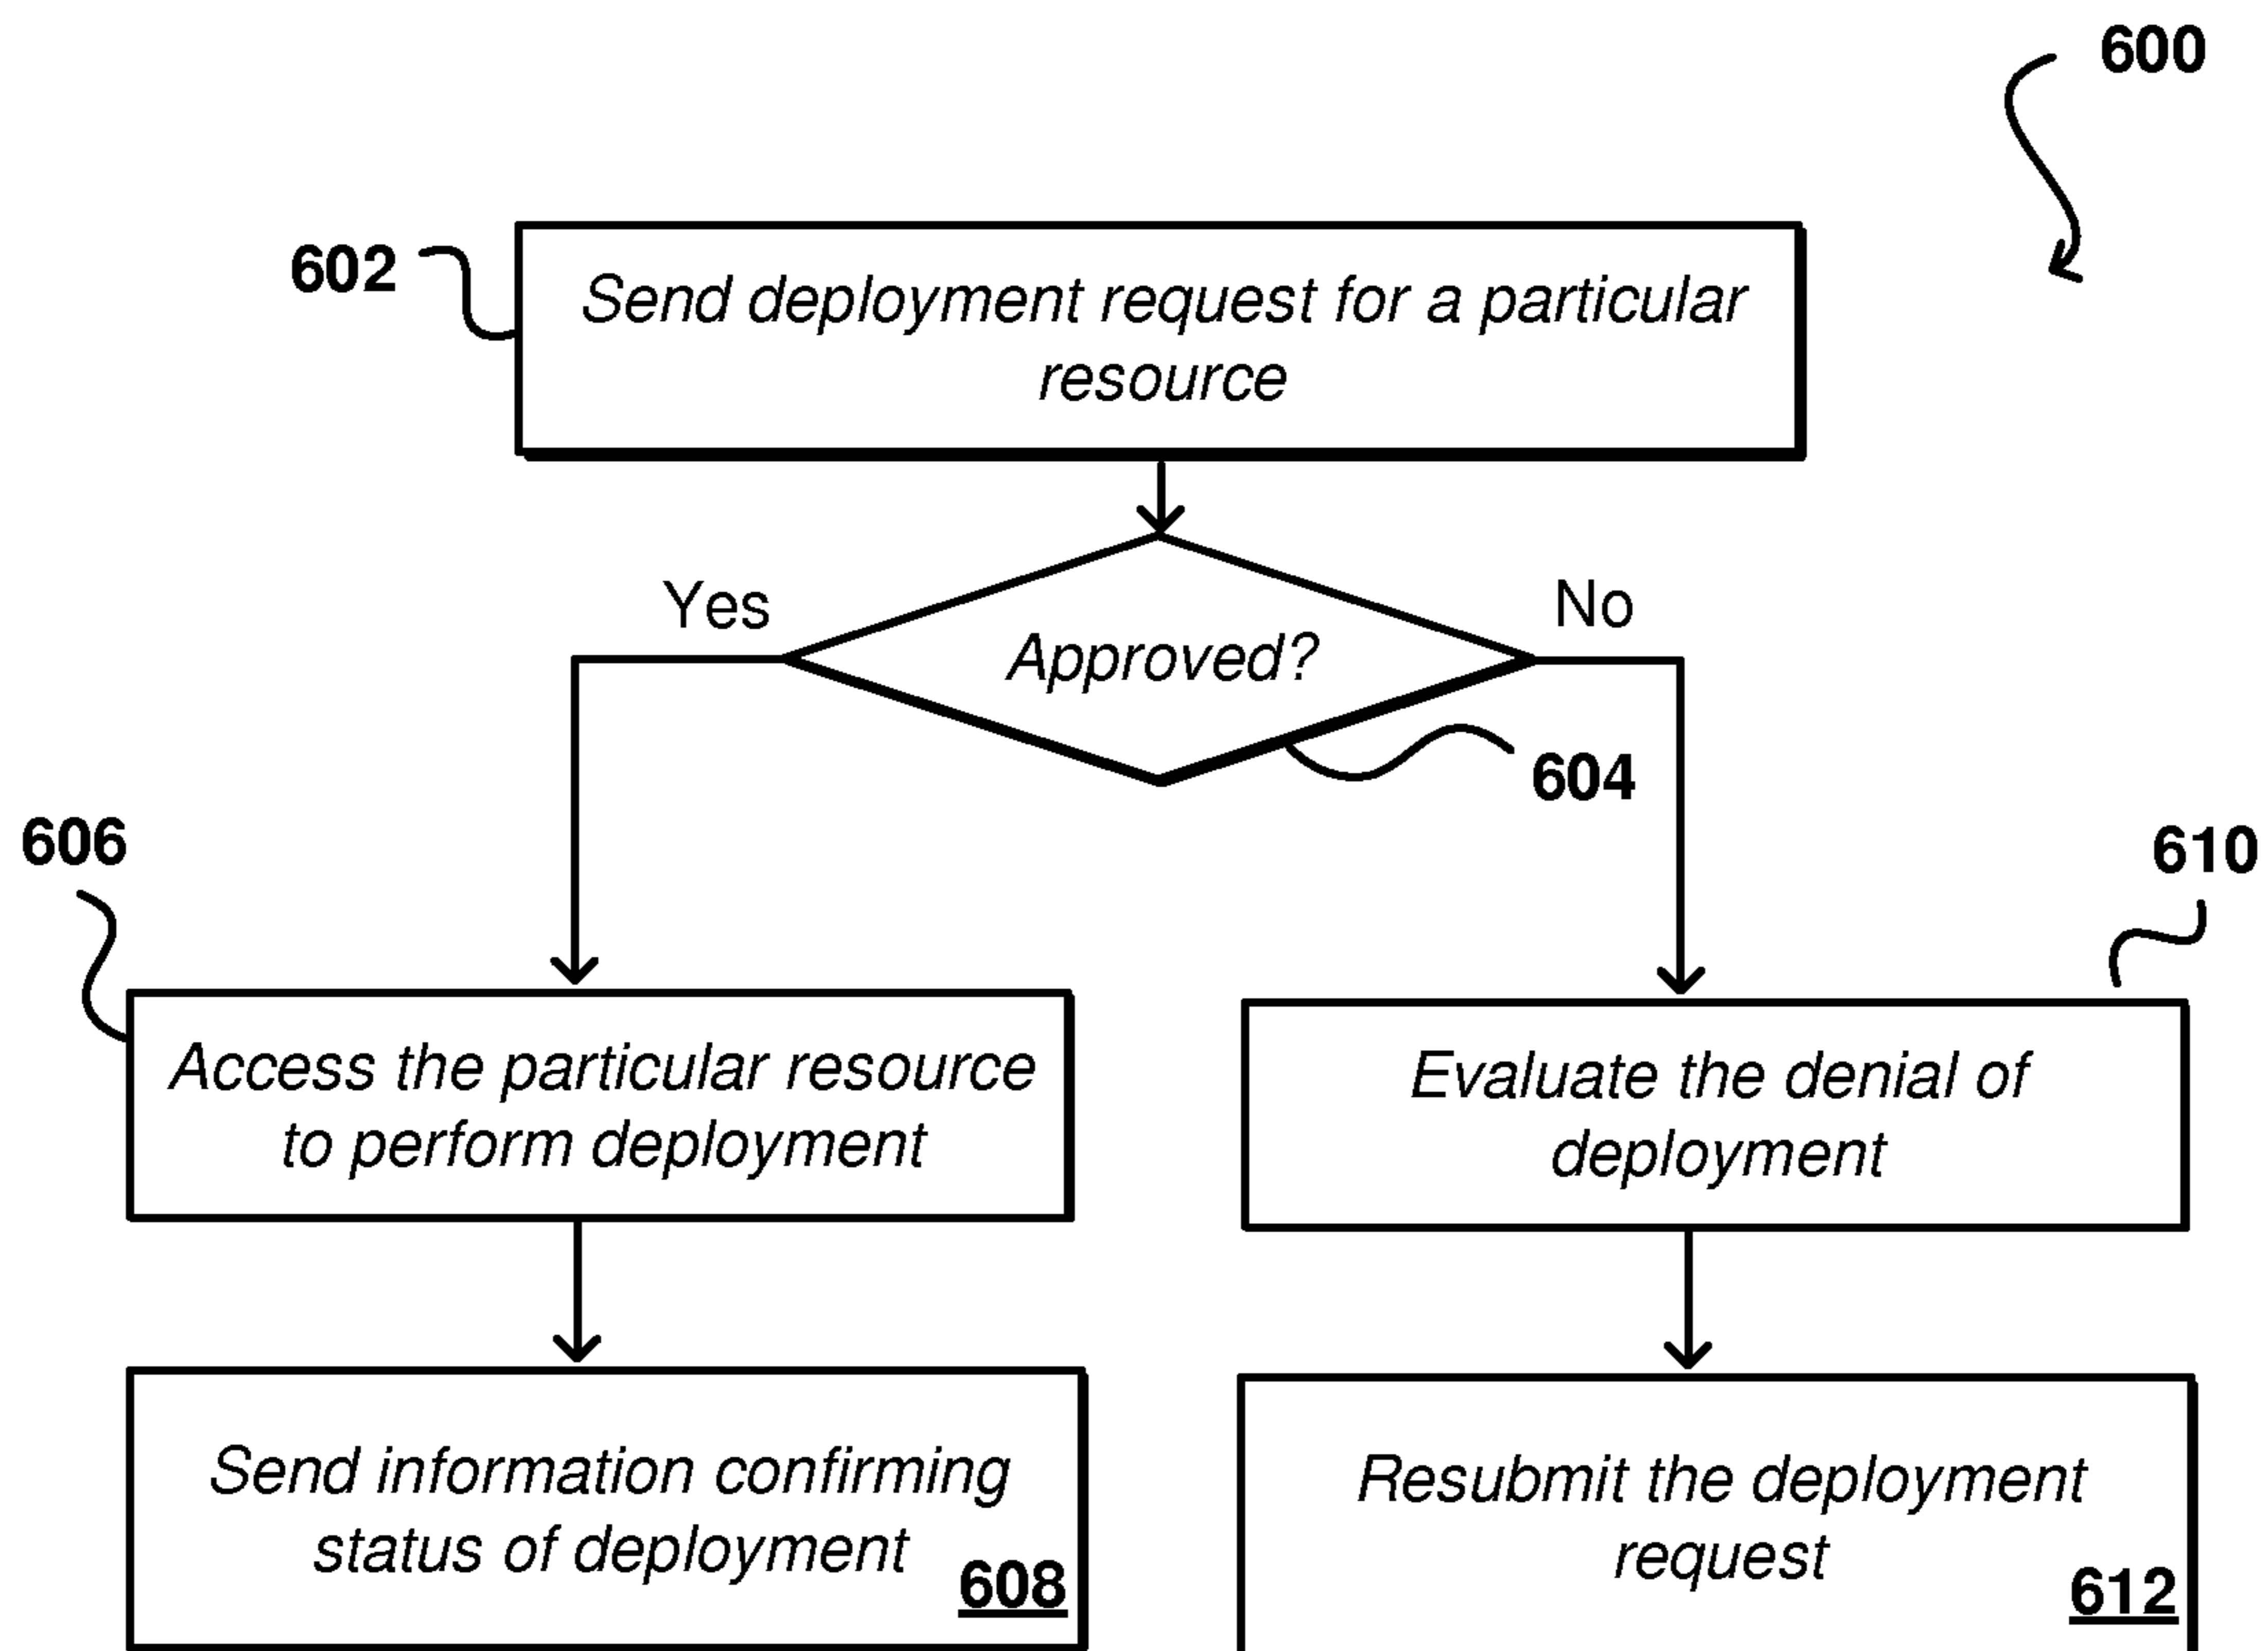 600
602
Send deployment request for a particular
resource
Yes
No
Approved?
604
606
610
Access the particular resource
to perform deployment
Evaluate the denial of
deployment
Send information confirming
status of deployment
608
Resubmit the deployment
request
612